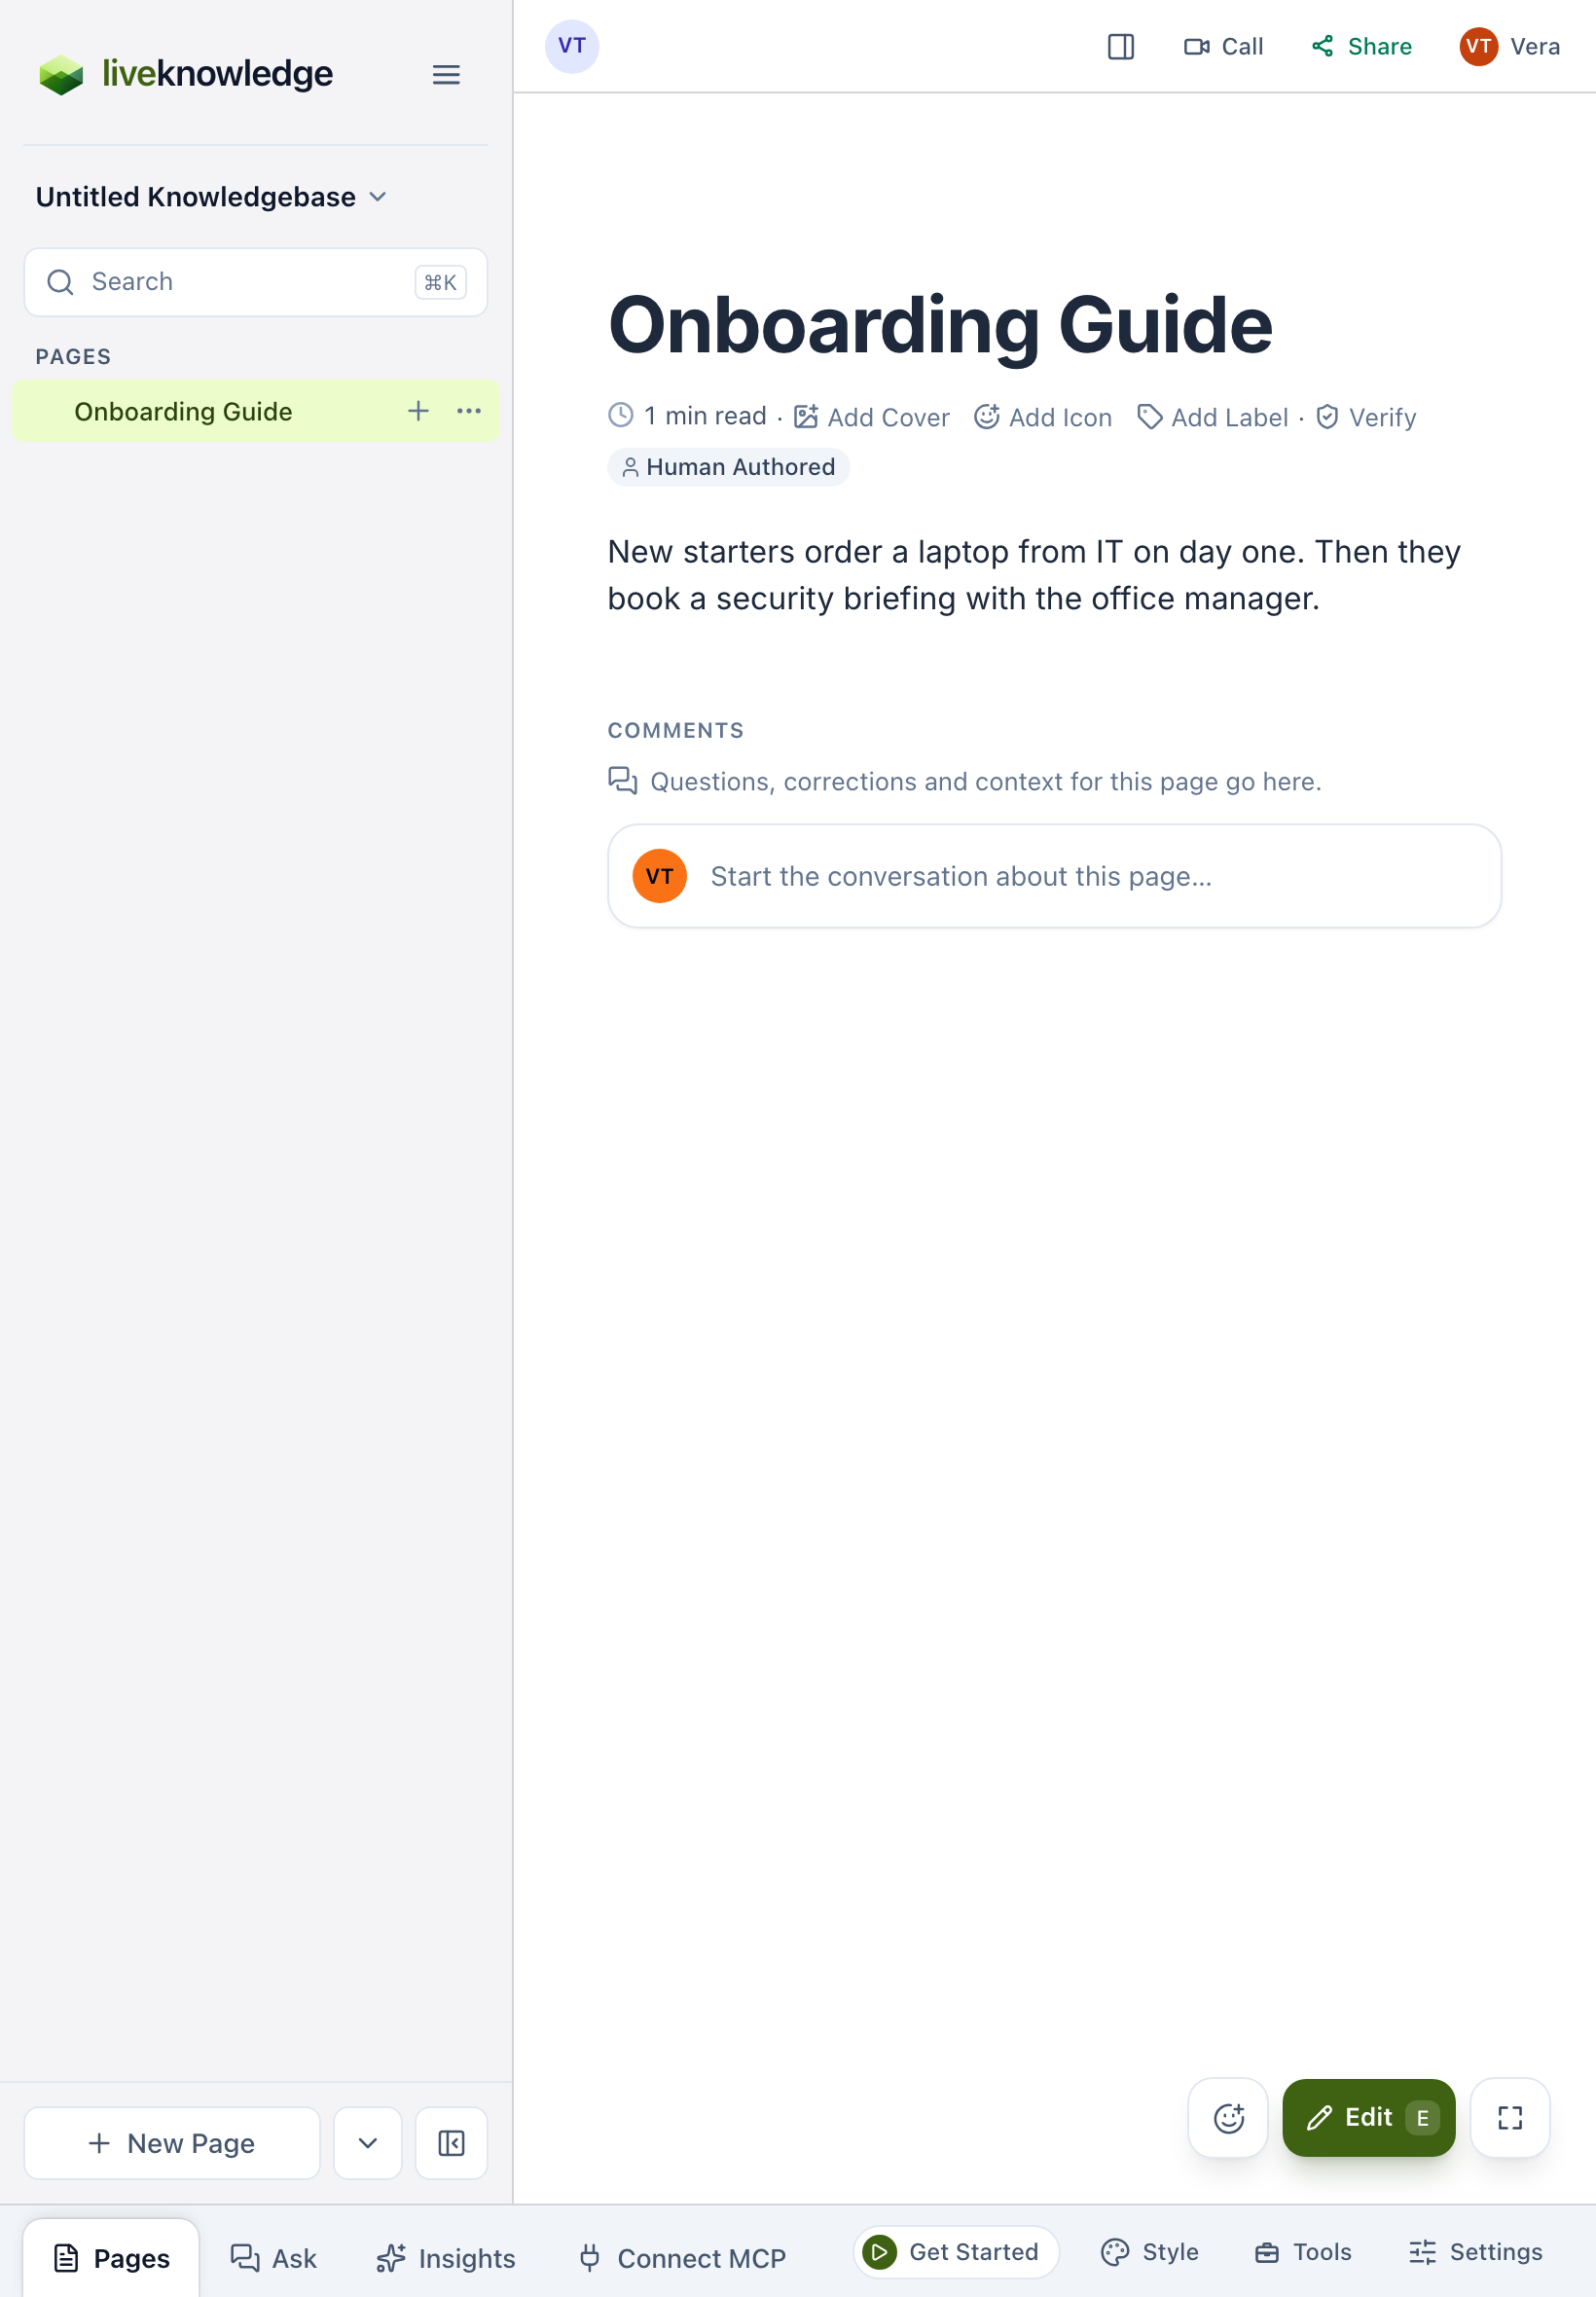 liveknowledge
Untitled Knowledgebase
Search ⌘K
PAGES
Onboarding Guide
New Page
VT
Call
Share
VT Vera
Onboarding Guide
1 min read · Add Cover Add Icon Add Label · Verify
Human Authored
New starters order a laptop from IT on day one. Then they
book a security briefing with the office manager.
COMMENTS
Questions, corrections and context for this page go here.
VT Start the conversation about this page...
Edit E
Pages Ask Insights Connect MCP Get Started Style Tools Settings